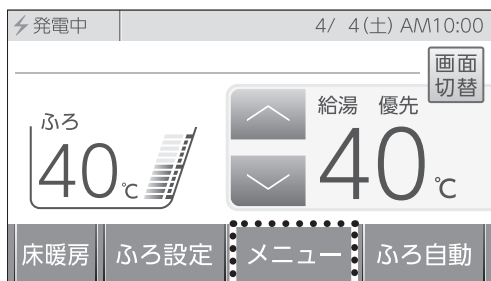 発電中 4/ 4(土) AM10:00
画面
切替
ふろ
40℃
給湯 優先
40℃
床暖房 ふろ設定 メニュー ふろ自動